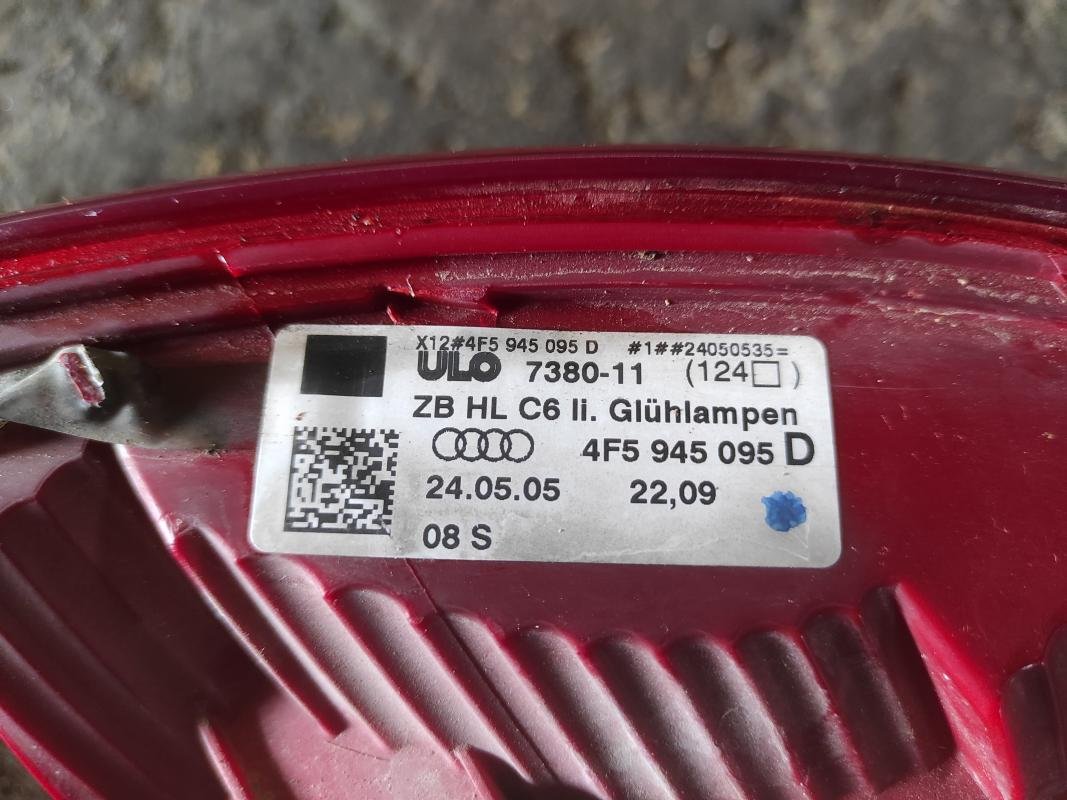 X12#4F5 945 095 D #1##24050535=
ULO 7380-11 (124□)
ZB HL C6 li. Glühlampen
4F5 945 095 D
24.05.05 22,09
08 S